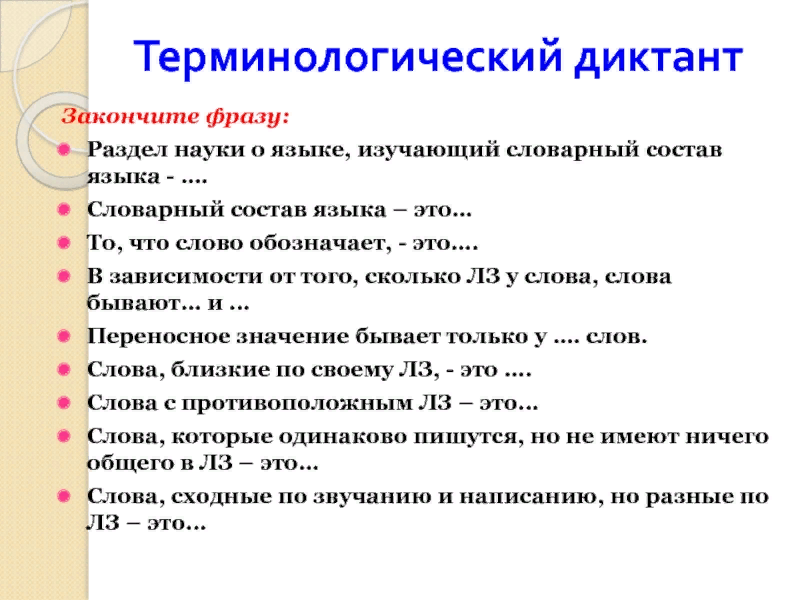 Терминологический диктант
Закончите фразу:
Раздел науки о языке, изучающий словарный состав
языка - ….
Словарный состав языка – это…
То, что слово обозначает, - это….
В зависимости от того, сколько ЛЗ у слова, слова
бывают… и …
Переносное значение бывает только у …. слов.
Слова, близкие по своему ЛЗ, - это ….
Слова с противоположным ЛЗ – это…
Слова, которые одинаково пишутся, но не имеют ничего
общего в ЛЗ – это…
Слова, сходные по звучанию и написанию, но разные по
ЛЗ – это…